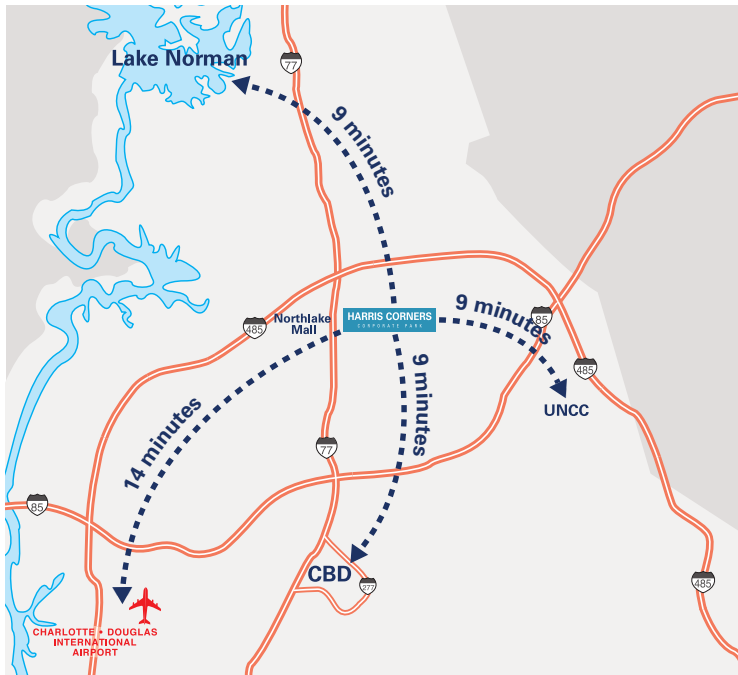 Lake Norman
77
9 minutes
HARRIS CORNERS
CORPORATE PARK
Northlake
Mall
485
9 minutes
85
485
UNCC
9 minutes
14 minutes
77
85
CBD
277
485
CHARLOTTE • DOUGLAS
INTERNATIONAL
AIRPORT